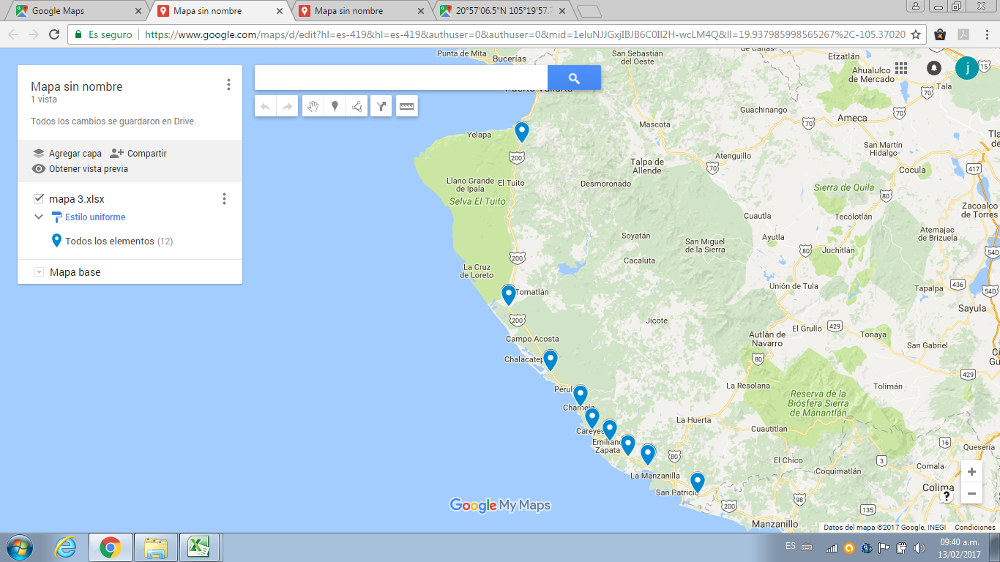 Google Maps
Mapa sin nombre
Mapa sin nombre
20°57'06.5"N 105°19'57.
Es seguro
https://www.google.com/maps/d/edit?hl=es-419&hl=es-419&authuser=0&authuser=0&mid=1eluNJJGxjIBJB6C0Il2H-wcLM4Q&ll=19.937985998565267%2C-105.37020
Mapa sin nombre
1 vista
Todos los cambios se guardaron en Drive.
Agregar capa
Compartir
Obtener vista previa
mapa 3.xlsx
Estilo uniforme
Todos los elementos (12)
Mapa base
j
Punta de Mita
Bucerías
San Sebastián
del Oeste
Etzatlán
Ahualulco
de Mercado
Tala
15
70
Puerto Vallarta
Guachinango
Ameca
70
70
Mascota
Yelapa
200
San Martín
Hidalgo
Atenguillo
Talpa de
Allende
70
Cocula
417
Llano Grande
de Ipala
El Tuito
Desmoronado
Selva El Tuito
Sierra de Quila
80
Zacoalco
de Torres
Cuautla
Tecolotlán
Atemajac
de Brizuela
Soyatán
San Miguel
de la Sierra
Ayutla
Juchitlán
80
54D
200
Cacaluta
La Cruz
de Loreto
Unión de Tula
436
Tapalpa
54D
Tomatlán
Sayula
200
Jicote
El Grullo
429
Tonaya
Autlán de
Navarro
San Gabriel
Campo Acosta
80
429
La Resolana
Tolimán
Reserva de la
Biósfera Sierra
de Manantlán
Chamela
Careyes
La Huerta
Cuautitlán
Emiliano
Zapata
80
El Chico
3
16
Quesería
Comala
Coquimatlán
La Manzanilla
San Patricio
200
98
135
Colima
Manzanillo
Google My Maps
?
Datos del mapa ©2017 Google, INEGI
Condiciones
ES
09:40 a.m.
13/02/2017